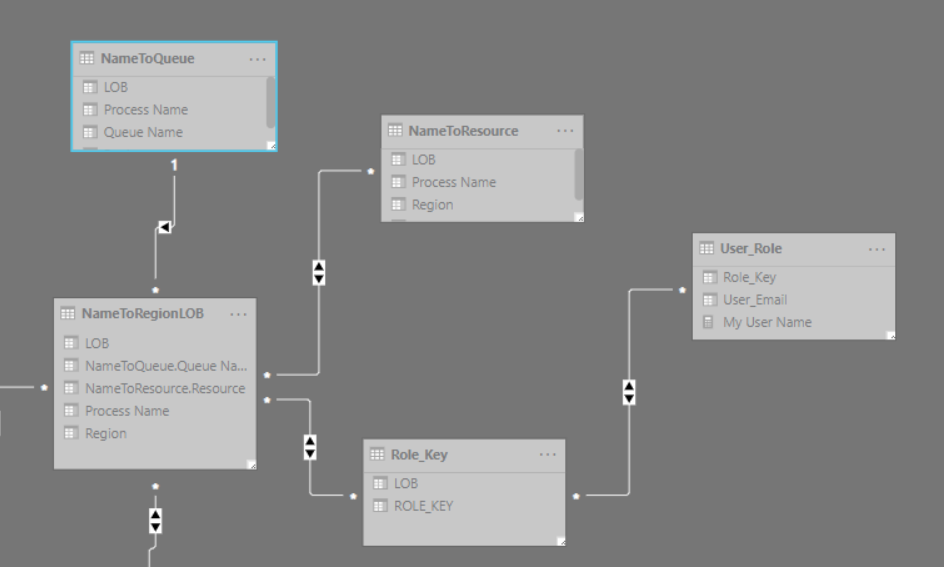 NameToQueue
LOB
Process Name
Queue Name
1
NameToResource
LOB
Process Name
Region
User_Role
Role_Key
User_Email
My User Name
NameToRegionLOB
LOB
NameToQueue.Queue Na...
NameToResource.Resource
Process Name
Region
Role_Key
LOB
ROLE_KEY